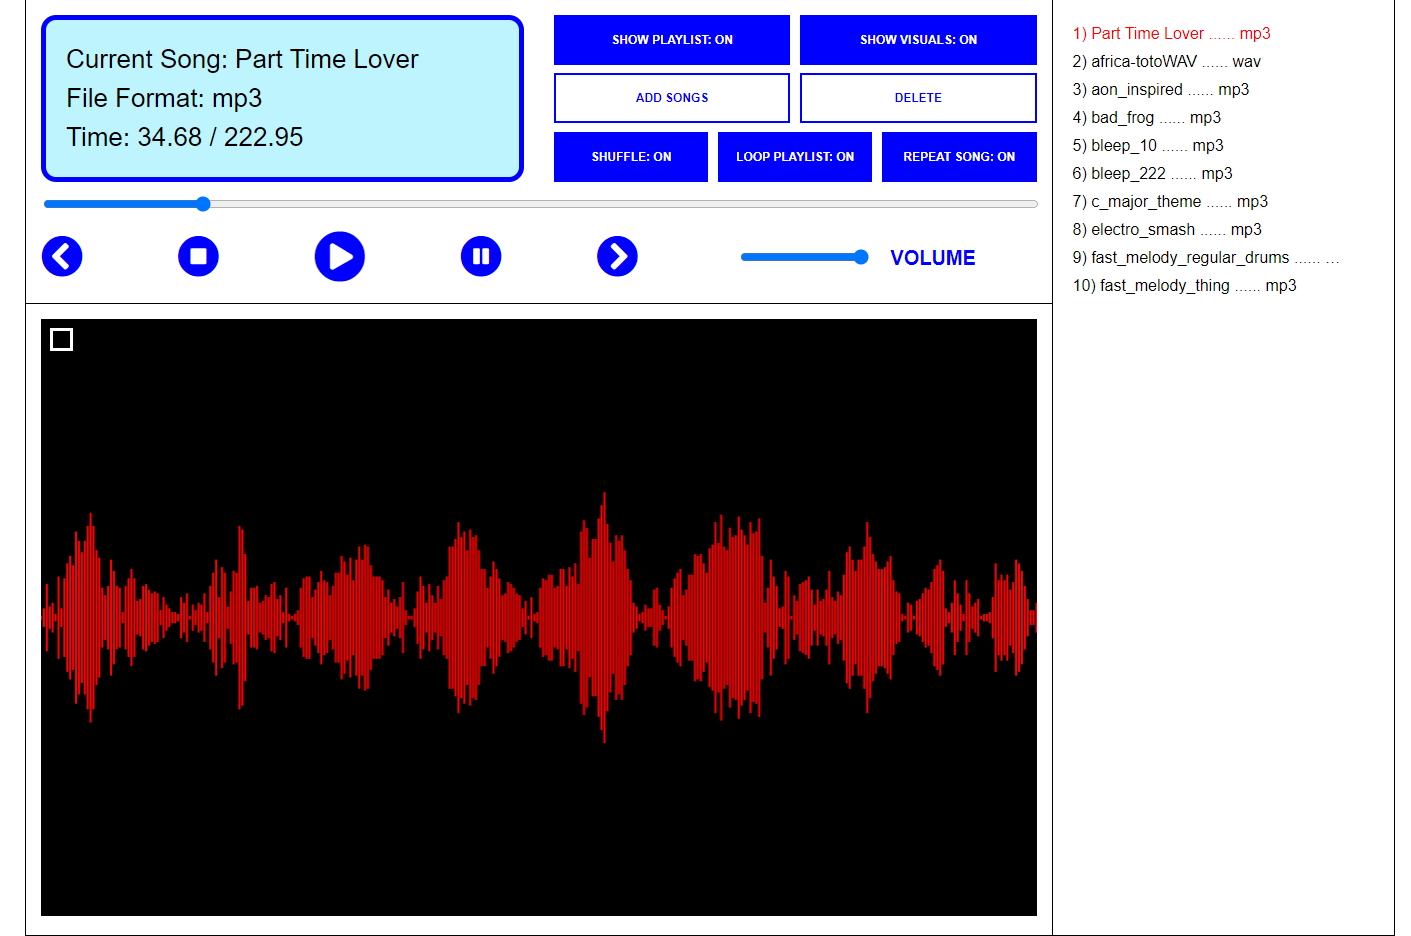 Current Song: Part Time Lover
File Format: mp3
Time: 34.68 / 222.95
SHOW PLAYLIST: ON
SHOW VISUALS: ON
ADD SONGS
DELETE
SHUFFLE: ON
LOOP PLAYLIST: ON
REPEAT SONG: ON
VOLUME
1) Part Time Lover ...... mp3
2) africa-totoWAV ...... wav
3) aon_inspired ...... mp3
4) bad_frog ...... mp3
5) bleep_10 ...... mp3
6) bleep_222 ...... mp3
7) c_major_theme ...... mp3
8) electro_smash ...... mp3
9) fast_melody_regular_drums ...... ...
10) fast_melody_thing ...... mp3